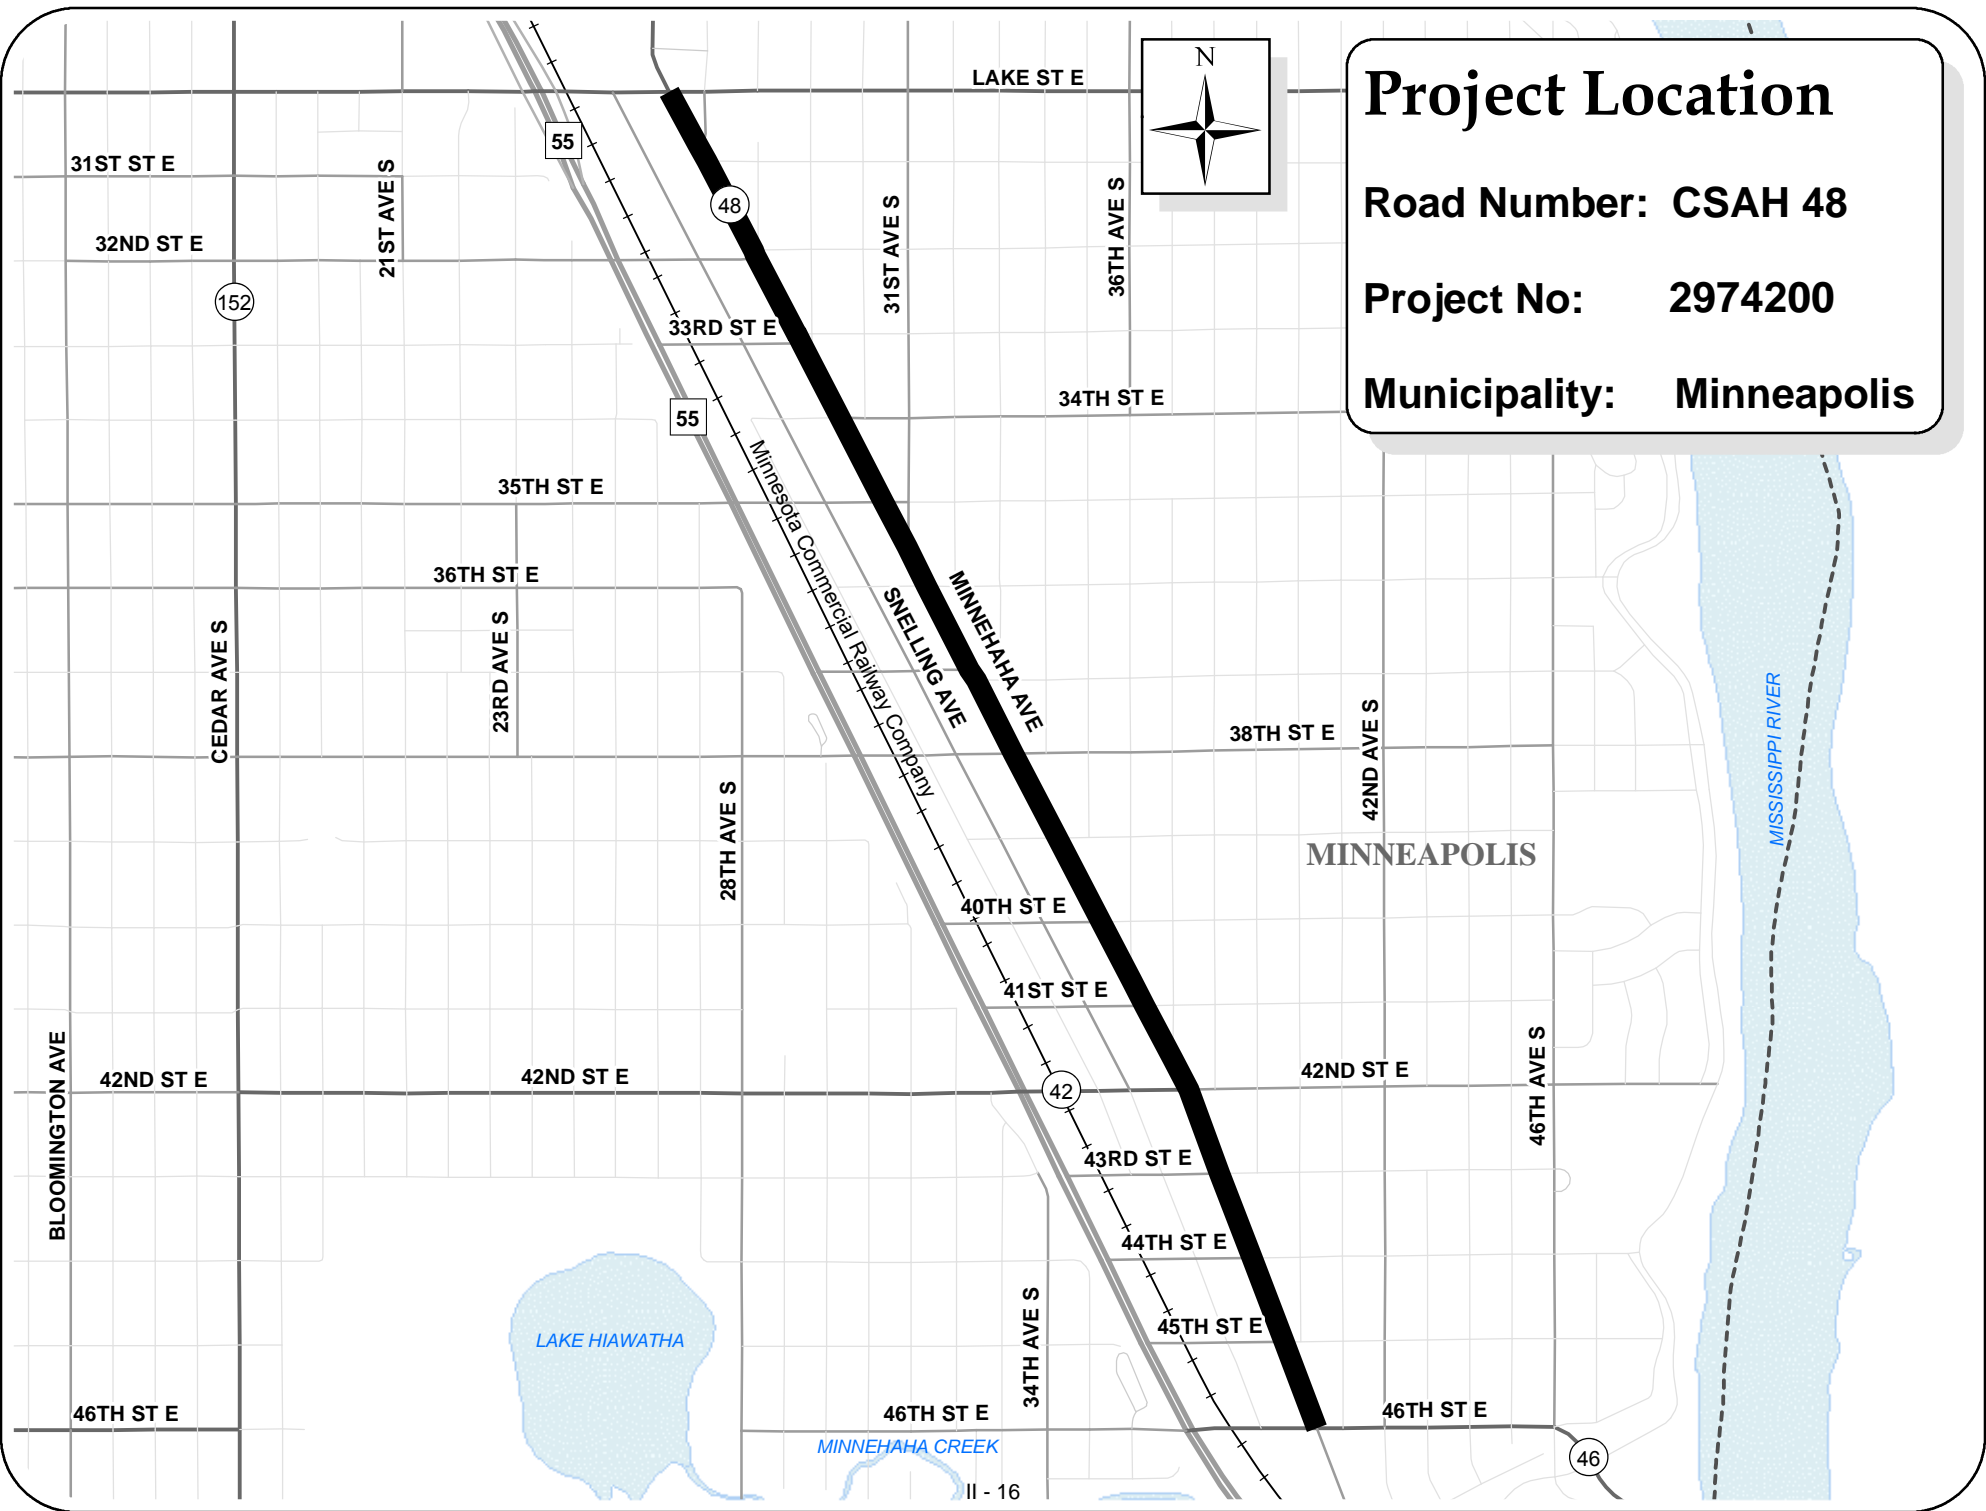 N
Project Location
Road Number: CSAH 48
Project No: 2974200
Municipality: Minneapolis
LAKE ST E
55
31ST ST E
21ST AVE S
48
31ST AVE S
36TH AVE S
32ND ST E
152
33RD ST E
34TH ST E
55
Minnesota Commercial Railway Company
35TH ST E
36TH ST E
SNELLING AVE
MINNEHAHA AVE
CEDAR AVE S
23RD AVE S
38TH ST E
42ND AVE S
MISSISSIPPI RIVER
28TH AVE S
MINNEAPOLIS
40TH ST E
41ST ST E
BLOOMINGTON AVE
42ND ST E
42ND ST E
42
42ND ST E
46TH AVE S
43RD ST E
44TH ST E
LAKE HIAWATHA
34TH AVE S
45TH ST E
46TH ST E
46TH ST E
46TH ST E
MINNEHAHA CREEK
46
II - 16